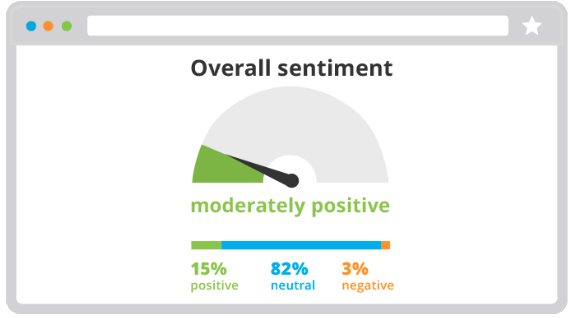 Overall sentiment
moderately positive
15% 82% 3%
positive neutral negative